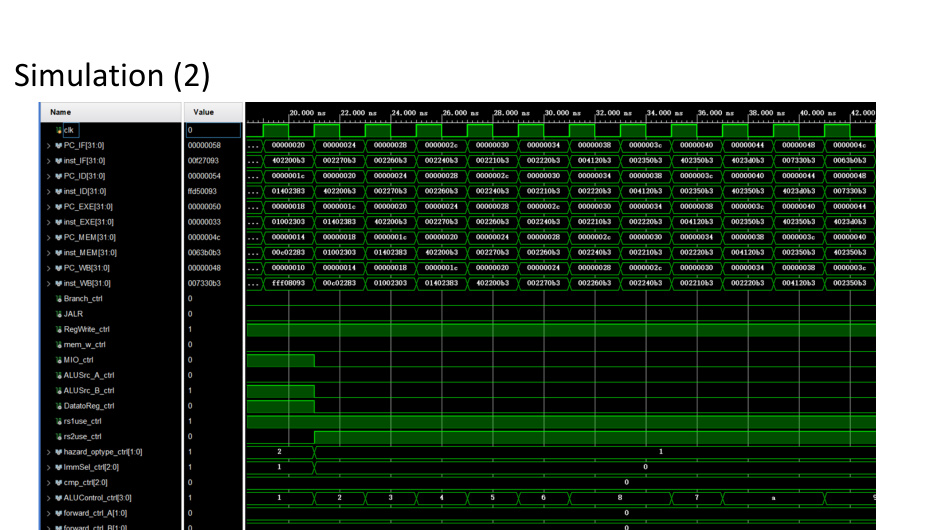 Simulation (2)
Name Value 20.000 ns 22.000 ns 24.000 ns 26.000 ns 28.000 ns 30.000 ns 32.000 ns 34.000 ns 36.000 ns 38.000 ns 40.000 ns 42.000
clk 0
PC_IF[31:0] 00000058 ... 00000020 00000024 00000028 0000002c 00000030 00000034 00000038 0000003c 00000040 00000044 00000048 0000004c
inst_IF[31:0] 00f27093 ... 402200b3 002270b3 002260b3 002240b3 002210b3 002220b3 004120b3 002350b3 402350b3 4023d0b3 007330b3 0063b0b3
PC_ID[31:0] 00000054 ... 0000001c 00000020 00000024 00000028 0000002c 00000030 00000034 00000038 0000003c 00000040 00000044 00000048
inst_ID[31:0] ffd50093 ... 01402383 402200b3 002270b3 002260b3 002240b3 002210b3 002220b3 004120b3 002350b3 402350b3 4023d0b3 007330b3
PC_EXE[31:0] 00000050 ... 00000018 0000001c 00000020 00000024 00000028 0000002c 00000030 00000034 00000038 0000003c 00000040 00000044
inst_EXE[31:0] 00000033 ... 01002303 01402383 402200b3 002270b3 002260b3 002240b3 002210b3 002220b3 004120b3 002350b3 402350b3 4023d0b3
PC_MEM[31:0] 0000004c ... 00000014 00000018 0000001c 00000020 00000024 00000028 0000002c 00000030 00000034 00000038 0000003c 00000040
inst_MEM[31:0] 0063b0b3 ... 00c02283 01002303 01402383 402200b3 002270b3 002260b3 002240b3 002210b3 002220b3 004120b3 002350b3 402350b3
PC_WB[31:0] 00000048 ... 00000010 00000014 00000018 0000001c 00000020 00000024 00000028 0000002c 00000030 00000034 00000038 0000003c
inst_WB[31:0] 007330b3 ... fff08093 00c02283 01002303 01402383 402200b3 002270b3 002260b3 002240b3 002210b3 002220b3 004120b3 002350b3
Branch_ctrl 0
JALR 0
RegWrite_ctrl 1
mem_w_ctrl 0
MIO_ctrl 0
ALUSrc_A_ctrl 0
ALUSrc_B_ctrl 1
DatatoReg_ctrl 0
rs1use_ctrl 1
rs2use_ctrl 0
hazard_optype_ctrl[1:0] 1 2 1
ImmSel_ctrl[2:0] 1 1 0
cmp_ctrl[2:0] 0 0
ALUControl_ctrl[3:0] 1 1 2 3 4 5 6 8 7 a 9
forward_ctrl_A[1:0] 0 0
forward_ctrl_B[1:0] 0 0